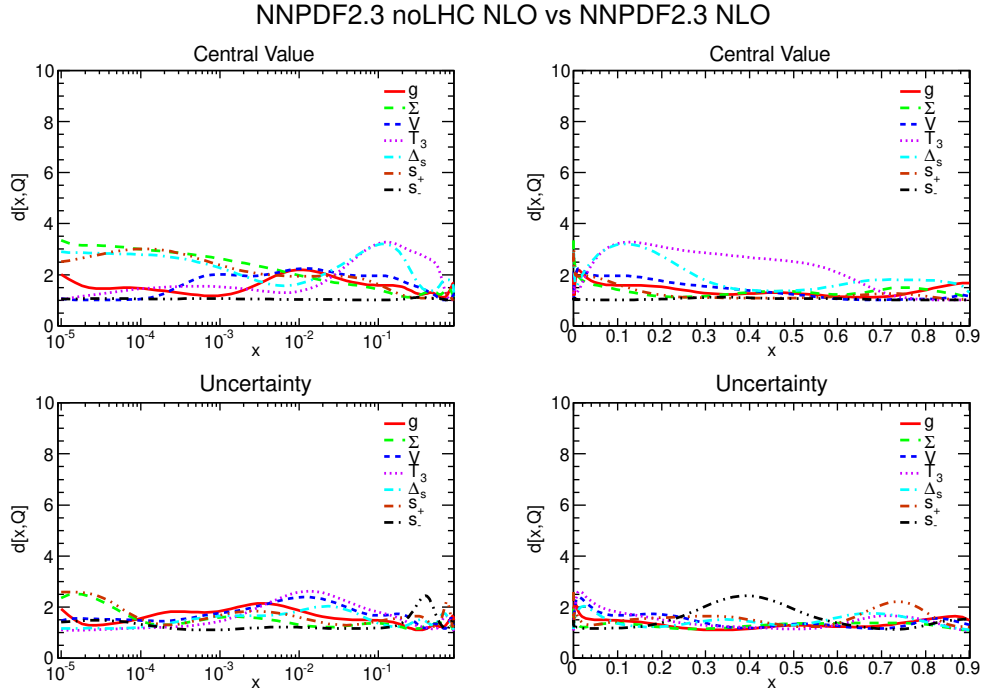 NNPDF2.3 noLHC NLO vs NNPDF2.3 NLO
Central Value
d[x,Q]
10
8
6
4
2
0
g
Σ
V
T₃
Δₛ
s₊
s₋
10⁻⁵ 10⁻⁴ 10⁻³ 10⁻² 10⁻¹
x
Central Value
d[x,Q]
10
8
6
4
2
0
g
Σ
V
T₃
Δₛ
s₊
s₋
0 0.1 0.2 0.3 0.4 0.5 0.6 0.7 0.8 0.9
x
Uncertainty
d[x,Q]
10
8
6
4
2
0
g
Σ
V
T₃
Δₛ
s₊
s₋
10⁻⁵ 10⁻⁴ 10⁻³ 10⁻² 10⁻¹
x
Uncertainty
d[x,Q]
10
8
6
4
2
0
g
Σ
V
T₃
Δₛ
s₊
s₋
0 0.1 0.2 0.3 0.4 0.5 0.6 0.7 0.8 0.9
x